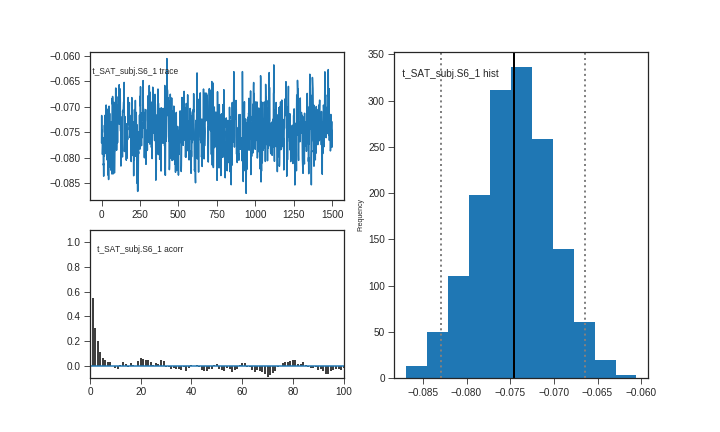 t_SAT_subj.S6_1 trace
−0.060
−0.065
−0.070
−0.075
−0.080
−0.085
0 250 500 750 1000 1250 1500
t_SAT_subj.S6_1 acorr
1.0
0.8
0.6
0.4
0.2
0.0
0 20 40 60 80 100
t_SAT_subj.S6_1 hist
Frequency
350
300
250
200
150
100
50
0
−0.085 −0.080 −0.075 −0.070 −0.065 −0.060